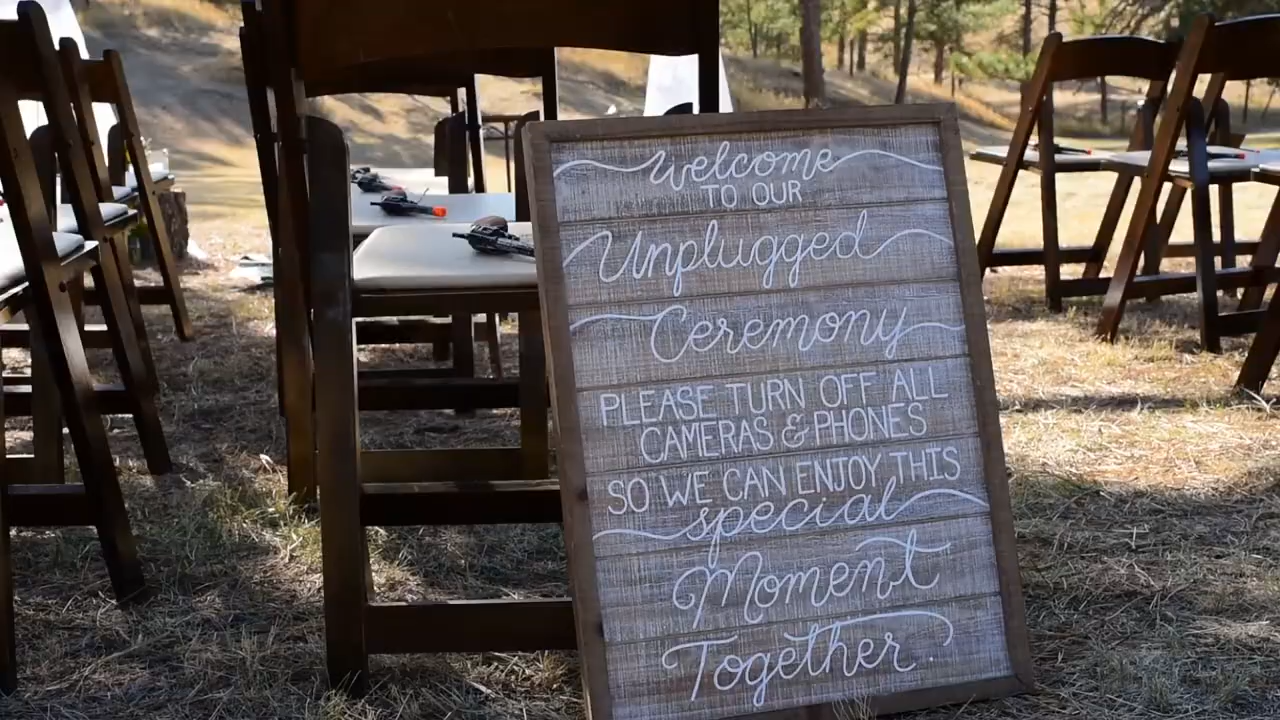 welcome
TO OUR
Unplugged
Ceremony
PLEASE TURN OFF ALL
CAMERAS & PHONES
SO WE CAN ENJOY THIS
special
Moment
Together.